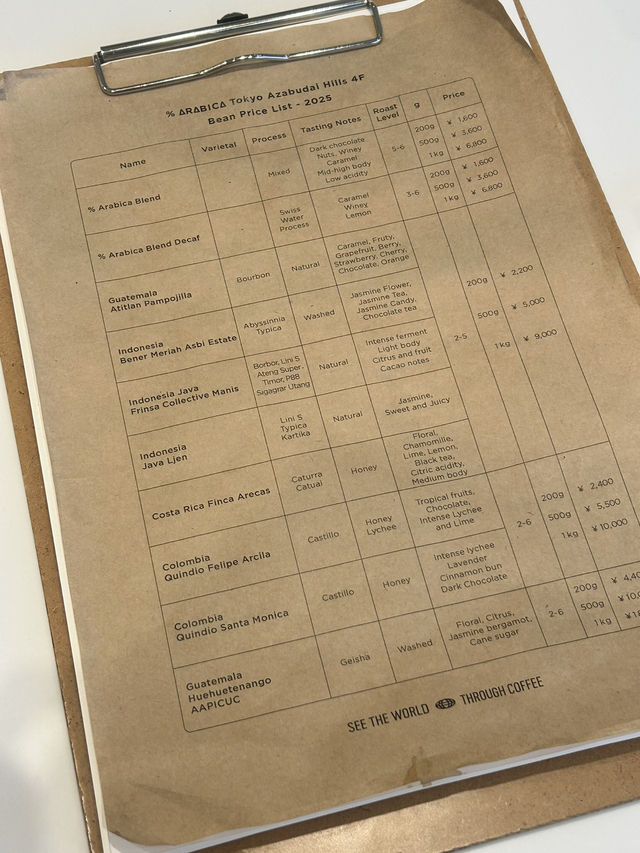 % ΔRΔBICΔ Tokyo Azabudai Hills 4F
Bean Price List - 2025
Name Varietal Process Tasting Notes Roast Level g Price
% Arabica Blend
Mixed
Dark chocolate
Nuts, Winey
Caramel
Mid-high body
Low acidity
5-6
200g ¥ 1,600
500g ¥ 3,600
1kg ¥ 6,800
% Arabica Blend Decaf
Swiss
Water
Process
Caramel
Winey
Lemon
3-6
200g ¥ 1,600
500g ¥ 3,600
1kg ¥ 6,800
Guatemala
Atitlan Pampojilla
Bourbon
Natural
Caramel, Fruty,
Grapefruit, Berry,
Strawberry, Cherry,
Chocolate, Orange
Indonesia
Bener Meriah Asbi Estate
Abyssinnia
Typica
Washed
Jasmine Flower,
Jasmine Tea,
Jasmine Candy,
Chocolate tea
Indonesia Java
Frinsa Collective Manis
Borbor, Lini S
Ateng Super-
Timor, P88
Sigagrar Utang
Natural
Intense ferment
Light body
Citrus and fruit
Cacao notes
2-5
200g ¥ 2,200
500g ¥ 5,000
1kg ¥ 9,000
Indonesia
Java Ljen
Lini S
Typica
Kartika
Natural
Jasmine,
Sweet and Juicy
Costa Rica Finca Arecas
Caturra
Catual
Honey
Floral,
Chamomille,
Lime, Lemon,
Black tea,
Citric acidity,
Medium body
Colombia
Quindio Felipe Arcila
Castillo
Honey
Lychee
Tropical fruits,
Chocolate,
Intense Lychee
and Lime
2-6
200g ¥ 2,400
500g ¥ 5,500
1kg ¥ 10,000
Colombia
Quindio Santa Monica
Castillo
Honey
Intense lychee
Lavender
Cinnamon bun
Dark Chocolate
Guatemala
Huehuetenango
AAPICUC
Geisha
Washed
Floral, Citrus,
Jasmine bergamot,
Cane sugar
2-6
200g ¥
500g ¥
1kg ¥
SEE THE WORLD THROUGH COFFEE